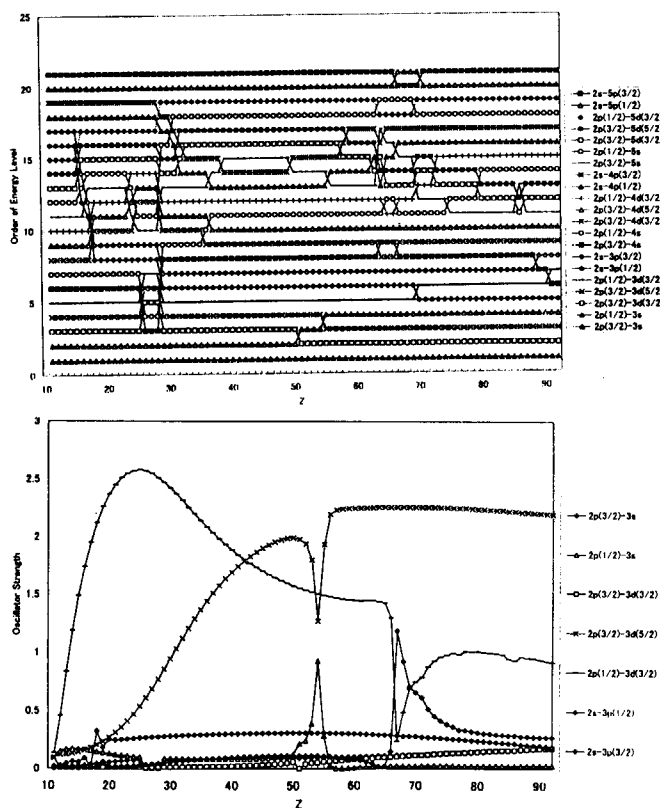 25
20
15
10
5
0
Order of Energy Level
10 20 30 40 50 60 70 80 90
Z
2s-5p(3/2)
2s-5p(1/2)
2p(1/2)-5d(3/2
2p(3/2)-5d(5/2
2p(3/2)-5d(3/2
2p(1/2)-5s
2p(3/2)-5s
2s-4p(3/2)
2s-4p(1/2)
2p(1/2)-4d(3/2
2p(3/2)-4d(5/2
2p(3/2)-4d(3/2
2p(1/2)-4s
2p(3/2)-4s
2s-3p(3/2)
2s-3p(1/2)
2p(1/2)-3d(3/2
2p(3/2)-3d(5/2
2p(3/2)-3d(3/2
2p(1/2)-3s
2p(3/2)-3s
3
2.5
2
1.5
1
0.5
0
Oscillator Strength
10 20 30 40 50 60 70 80 90
Z
2p(3/2)-3s
2p(1/2)-3s
2p(3/2)-3d(3/2)
2p(3/2)-3d(5/2)
2p(1/2)-3d(3/2)
2s-3p(1/2)
2s-3p(3/2)